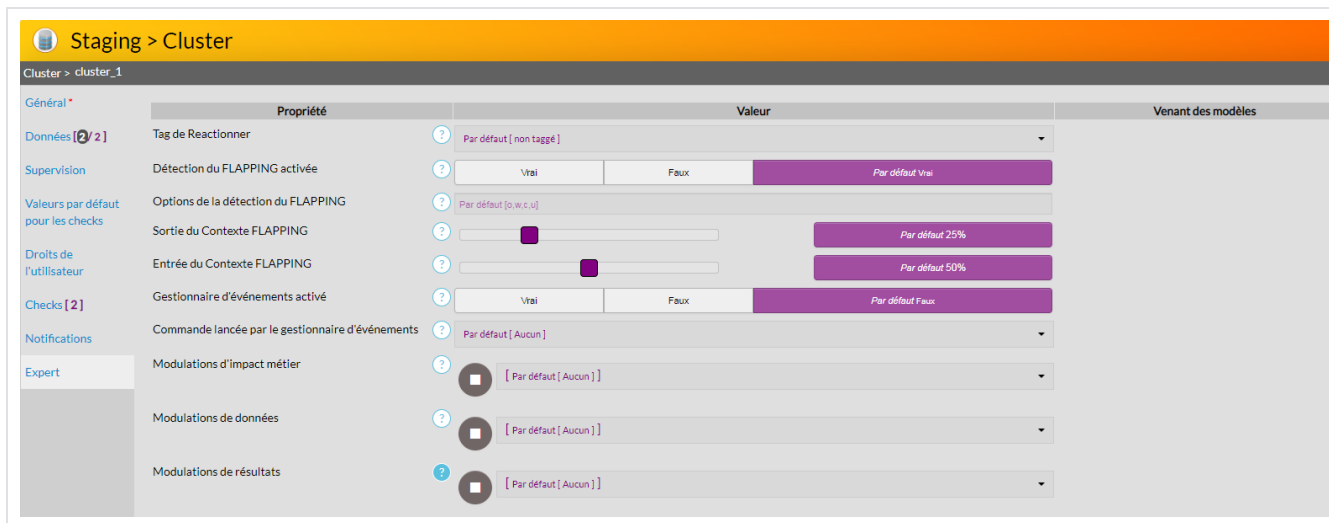 Staging > Cluster
Cluster > cluster_1
Général *
Données [2/ 2 ]
Supervision
Valeurs par défaut
pour les checks
Droits de
l'utilisateur
Checks [ 2 ]
Notifications
Expert
Propriété Valeur Venant des modèles
Tag de Reactionner ? Par défaut [ non taggé ]
Détection du FLAPPING activée ? Vrai Faux Par défaut Vrai
Options de la détection du FLAPPING ? Par défaut [o,w,c,u]
Sortie du Contexte FLAPPING ? Par défaut 25%
Entrée du Contexte FLAPPING ? Par défaut 50%
Gestionnaire d'événements activé ? Vrai Faux Par défaut Faux
Commande lancée par le gestionnaire d'événements ? Par défaut [ Aucun ]
Modulations d'impact métier ? [ Par défaut [ Aucun ] ]
Modulations de données ? [ Par défaut [ Aucun ] ]
Modulations de résultats ? [ Par défaut [ Aucun ] ]